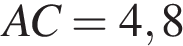 AC = 4,8